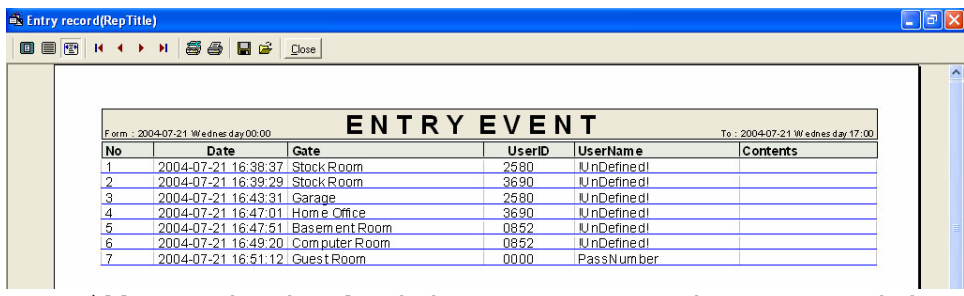 Entry record(RepTitle)
Close
ENTRY EVENT
Form : 2004-07-21 Wednesday 00:00 To : 2004-07-21 Wednesday 17:00
No Date Gate UserID UserName Contents
1 2004-07-21 16:38:37 Stock Room 2580 !UnDefined!
2 2004-07-21 16:39:29 Stock Room 3690 !UnDefined!
3 2004-07-21 16:43:31 Garage 2580 !UnDefined!
4 2004-07-21 16:47:01 Home Office 3690 !UnDefined!
5 2004-07-21 16:47:51 Basement Room 0852 !UnDefined!
6 2004-07-21 16:49:20 Computer Room 0852 !UnDefined!
7 2004-07-21 16:51:12 Guest Room 0000 PassNumber